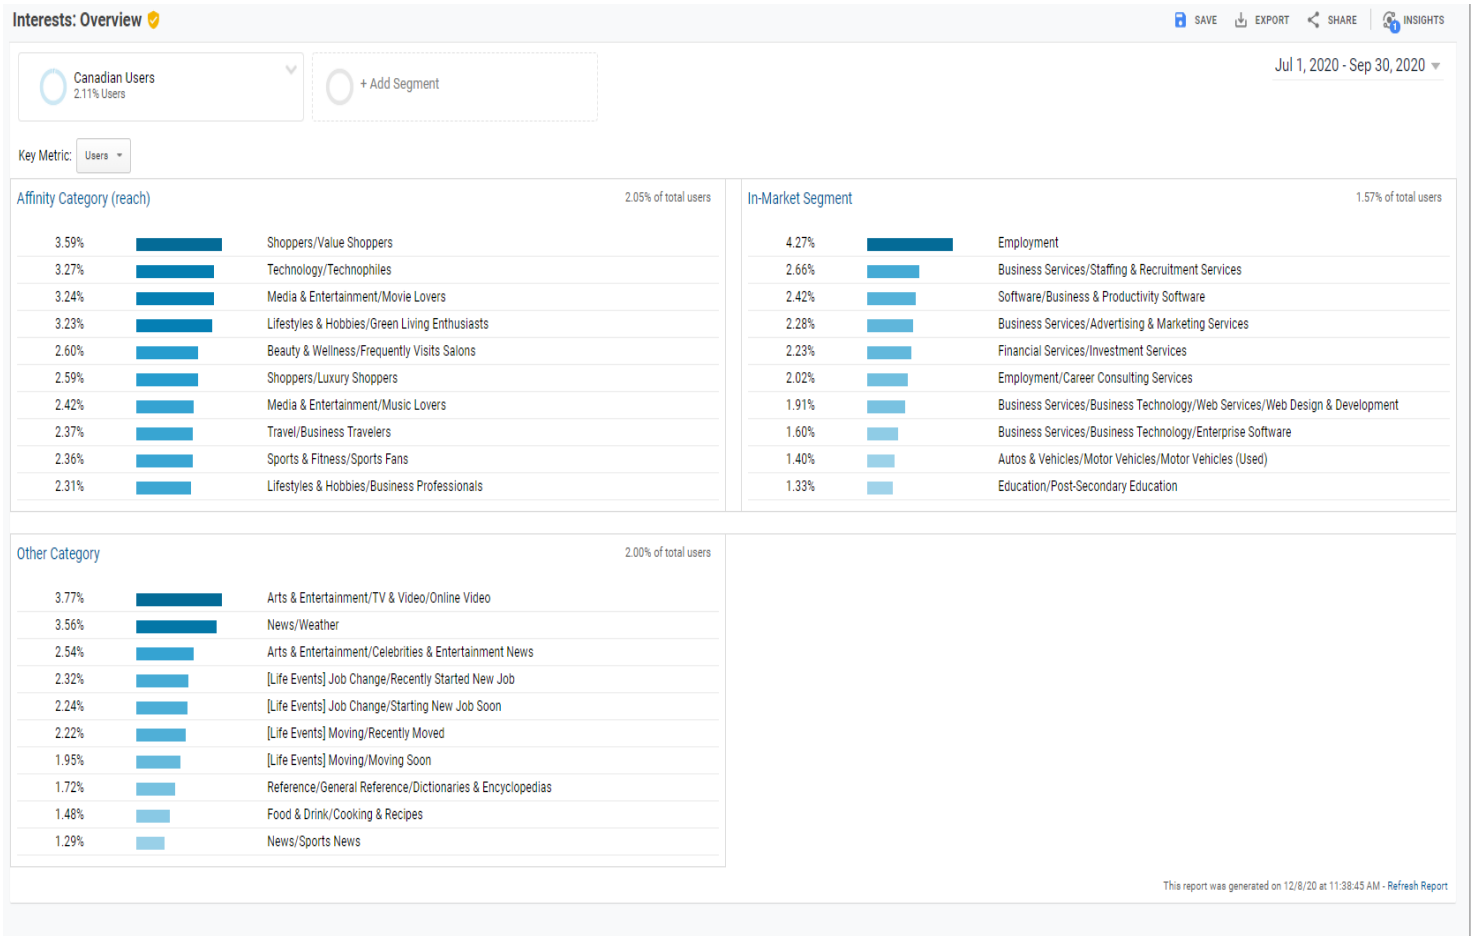 Interests: Overview
SAVE EXPORT SHARE INSIGHTS
1
Canadian Users
2.11% Users
+ Add Segment
Jul 1, 2020 - Sep 30, 2020
Key Metric: Users
Affinity Category (reach)
2.05% of total users
3.59% Shoppers/Value Shoppers
3.27% Technology/Technophiles
3.24% Media & Entertainment/Movie Lovers
3.23% Lifestyles & Hobbies/Green Living Enthusiasts
2.60% Beauty & Wellness/Frequently Visits Salons
2.59% Shoppers/Luxury Shoppers
2.42% Media & Entertainment/Music Lovers
2.37% Travel/Business Travelers
2.36% Sports & Fitness/Sports Fans
2.31% Lifestyles & Hobbies/Business Professionals
In-Market Segment
1.57% of total users
4.27% Employment
2.66% Business Services/Staffing & Recruitment Services
2.42% Software/Business & Productivity Software
2.28% Business Services/Advertising & Marketing Services
2.23% Financial Services/Investment Services
2.02% Employment/Career Consulting Services
1.91% Business Services/Business Technology/Web Services/Web Design & Development
1.60% Business Services/Business Technology/Enterprise Software
1.40% Autos & Vehicles/Motor Vehicles/Motor Vehicles (Used)
1.33% Education/Post-Secondary Education
Other Category
2.00% of total users
3.77% Arts & Entertainment/TV & Video/Online Video
3.56% News/Weather
2.54% Arts & Entertainment/Celebrities & Entertainment News
2.32% [Life Events] Job Change/Recently Started New Job
2.24% [Life Events] Job Change/Starting New Job Soon
2.22% [Life Events] Moving/Recently Moved
1.95% [Life Events] Moving/Moving Soon
1.72% Reference/General Reference/Dictionaries & Encyclopedias
1.48% Food & Drink/Cooking & Recipes
1.29% News/Sports News
This report was generated on 12/8/20 at 11:38:45 AM - Refresh Report